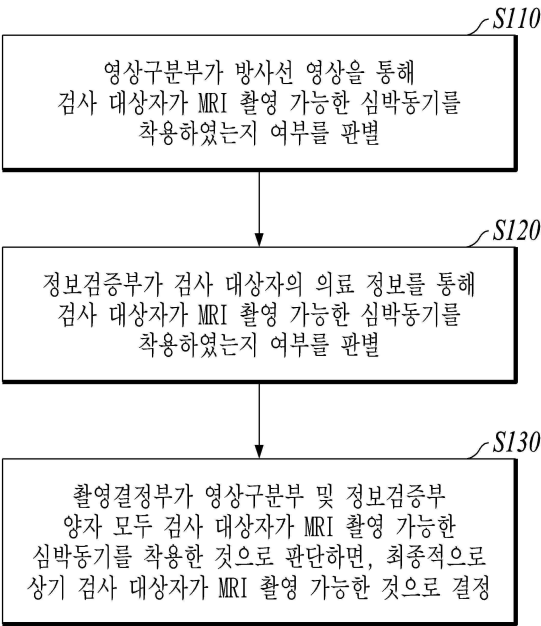 S110
영상구분부가 방사선 영상을 통해
검사 대상자가 MRI 촬영 가능한 심박동기를
착용하였는지 여부를 판별
S120
정보검증부가 검사 대상자의 의료 정보를 통해
검사 대상자가 MRI 촬영 가능한 심박동기를
착용하였는지 여부를 판별
S130
촬영결정부가 영상구분부 및 정보검증부
양자 모두 검사 대상자가 MRI 촬영 가능한
심박동기를 착용한 것으로 판단하면, 최종적으로
상기 검사 대상자가 MRI 촬영 가능한 것으로 결정